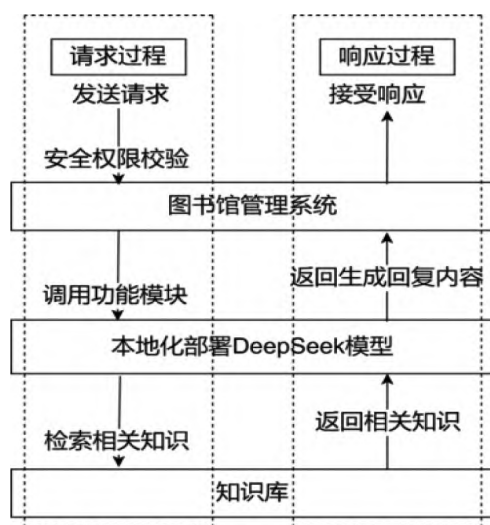 请求过程
响应过程
发送请求
接受响应
安全权限校验
图书馆管理系统
返回生成回复内容
调用功能模块
本地化部署DeepSeek模型
返回相关知识
检索相关知识
知识库